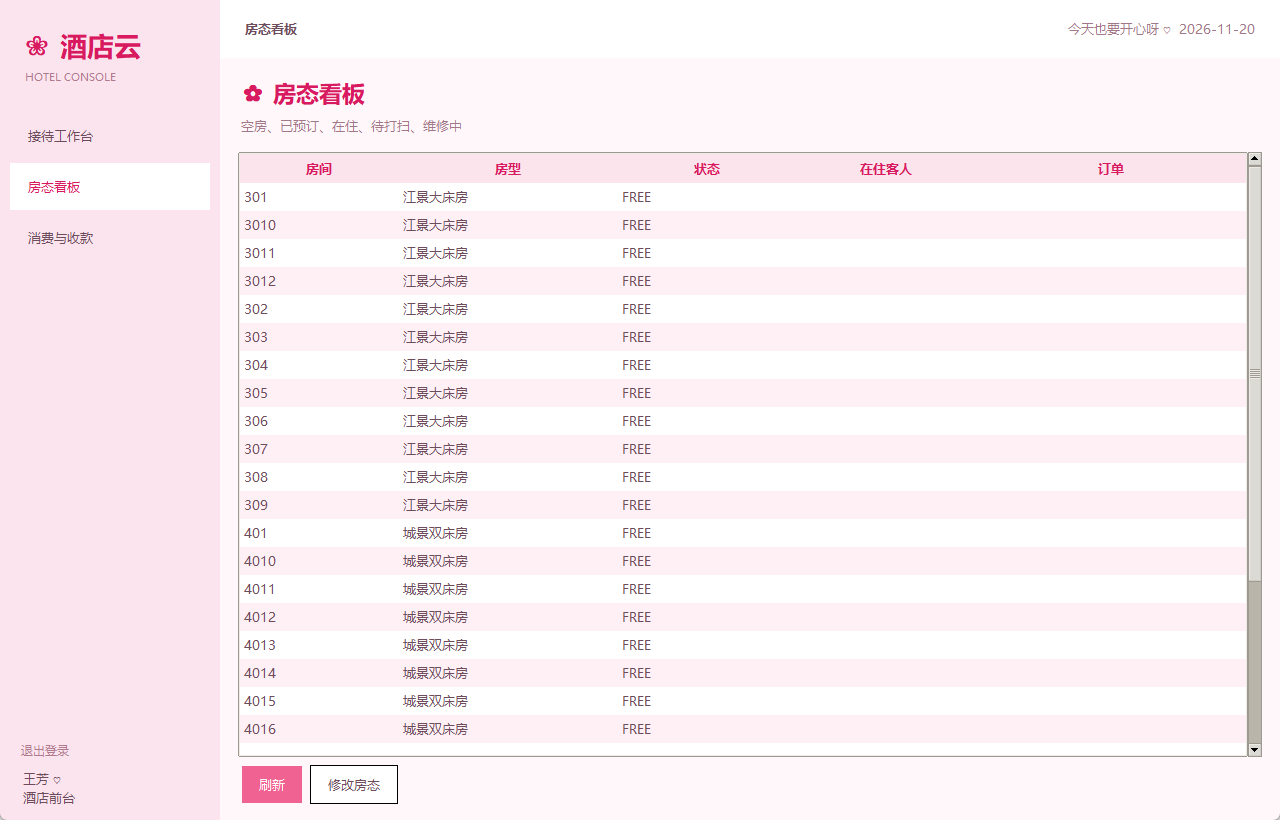 ❀ 酒店云
HOTEL CONSOLE
接待工作台
房态看板
消费与收款
退出登录
王芳 ♡
酒店前台
房态看板
今天也要开心呀 ♡ 2026-11-20
✿ 房态看板
空房、已预订、在住、待打扫、维修中
房间 房型 状态 在住客人 订单
301 江景大床房 FREE
3010 江景大床房 FREE
3011 江景大床房 FREE
3012 江景大床房 FREE
302 江景大床房 FREE
303 江景大床房 FREE
304 江景大床房 FREE
305 江景大床房 FREE
306 江景大床房 FREE
307 江景大床房 FREE
308 江景大床房 FREE
309 江景大床房 FREE
401 城景双床房 FREE
4010 城景双床房 FREE
4011 城景双床房 FREE
4012 城景双床房 FREE
4013 城景双床房 FREE
4014 城景双床房 FREE
4015 城景双床房 FREE
4016 城景双床房 FREE
刷新 修改房态